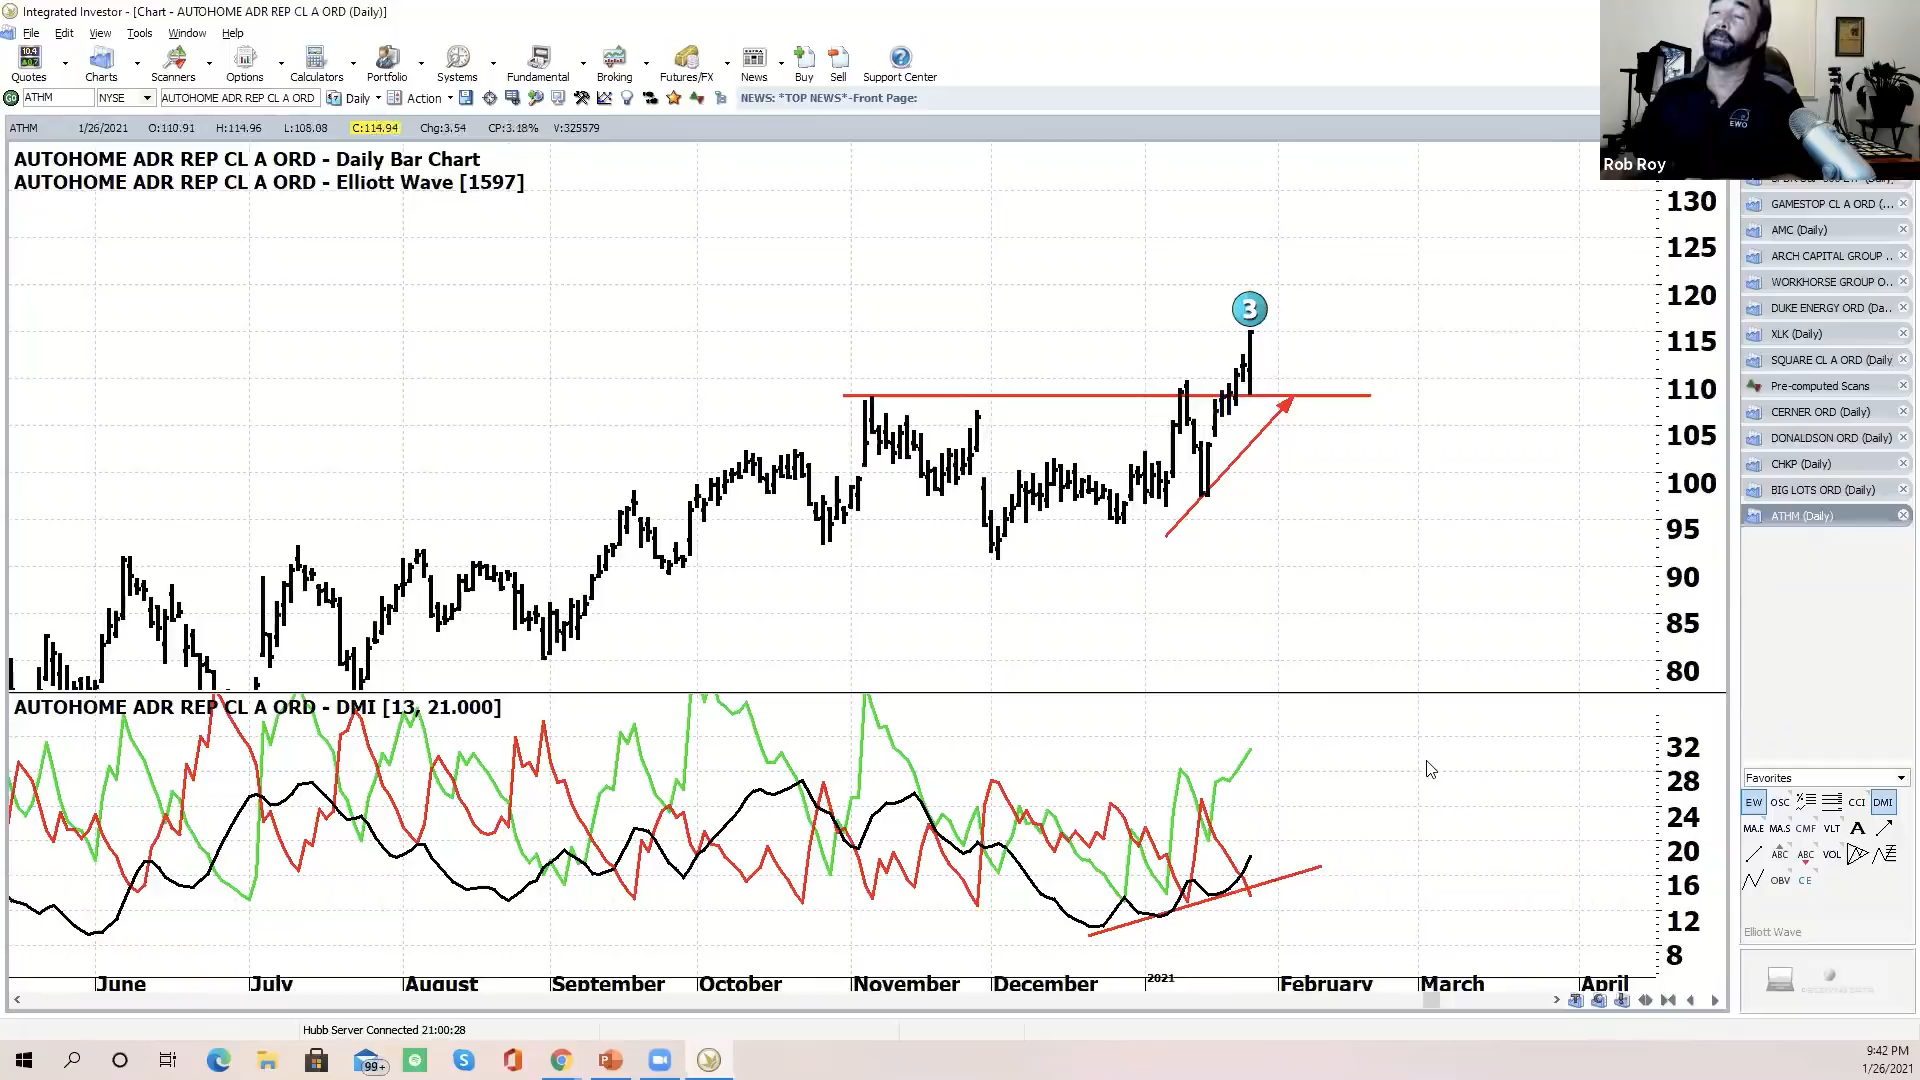 Integrated Investor - [Chart - AUTOHOME ADR REP CL A ORD (Daily)]
File Edit View Tools Window Help
Quotes Charts Scanners Options Calculators Portfolio Systems Fundamental Broking Futures/FX News Buy Sell Support Center
ATHM NYSE AUTOHOME ADR REP CL A ORD Daily Action NEWS: *TOP NEWS*-Front Page:
ATHM 1/26/2021 O:110.91 H:114.96 L:108.08 C:114.94 Chg:3.54 CP:3.18% V:325579
EWO
Rob Roy
AUTOHOME ADR REP CL A ORD - Daily Bar Chart
AUTOHOME ADR REP CL A ORD - Elliott Wave [1597]
3
130
125
120
115
110
105
100
95
90
85
80
AUTOHOME ADR REP CL A ORD - DMI [13, 21.000]
32
28
24
20
16
12
8
June July August September October November December 2021 February March April
GAMESTOP CL A ORD (...
AMC (Daily)
ARCH CAPITAL GROUP ..
WORKHORSE GROUP O..
DUKE ENERGY ORD (Da..
XLK (Daily)
SQUARE CL A ORD (Daily
Pre-computed Scans
CERNER ORD (Daily)
DONALDSON ORD (Daily)
CHKP (Daily)
BIG LOTS ORD (Daily)
ATHM (Daily)
Favorites
EW OSC CCI DMI
MA.E MA.S CMF VLT A
ABC ABC VOL
OBV CE
Elliott Wave
Hubb Server Connected 21:00:28
99+
9:42 PM
1/26/2021